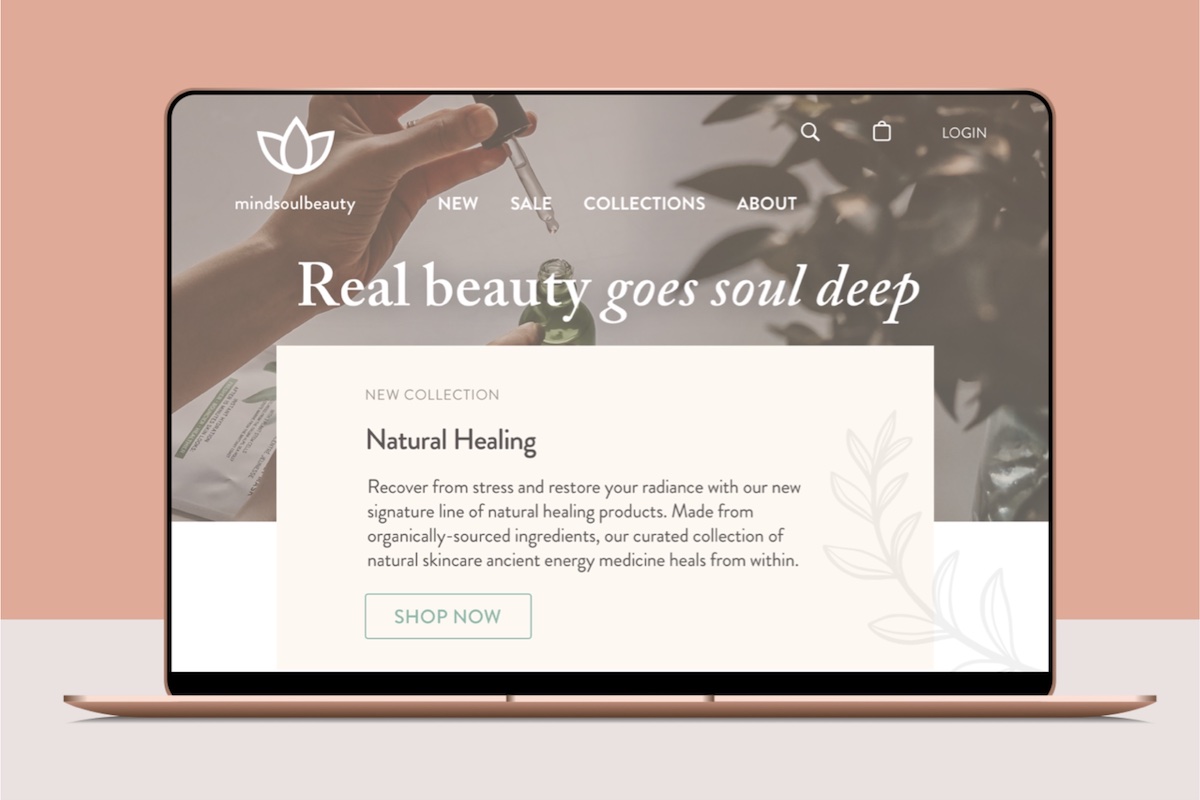 LOGIN
mindsoulbeauty
NEW SALE COLLECTIONS ABOUT
Real beauty goes soul deep
NEW COLLECTION
Natural Healing
Recover from stress and restore your radiance with our new
signature line of natural healing products. Made from
organically-sourced ingredients, our curated collection of
natural skincare ancient energy medicine heals from within.
SHOP NOW